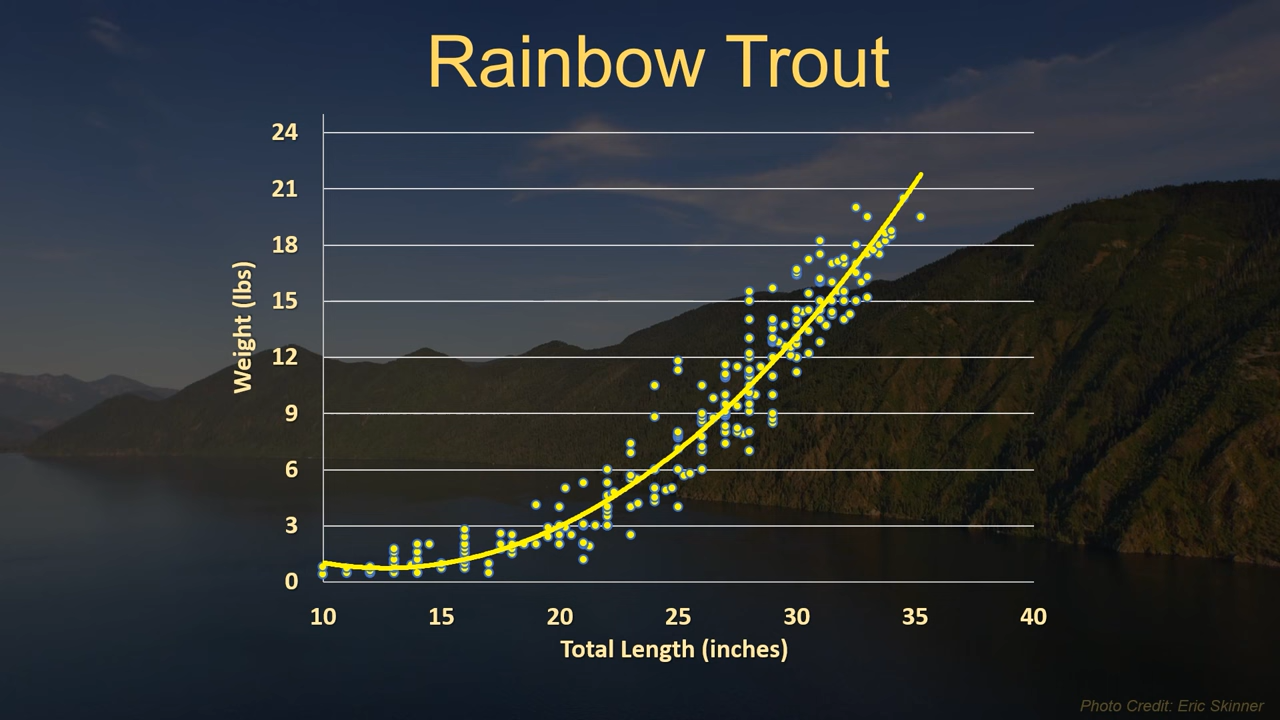 Rainbow Trout
24
21
18
15
12
9
6
3
0
Weight (lbs)
10 15 20 25 30 35 40
Total Length (inches)
Photo Credit: Eric Skinner